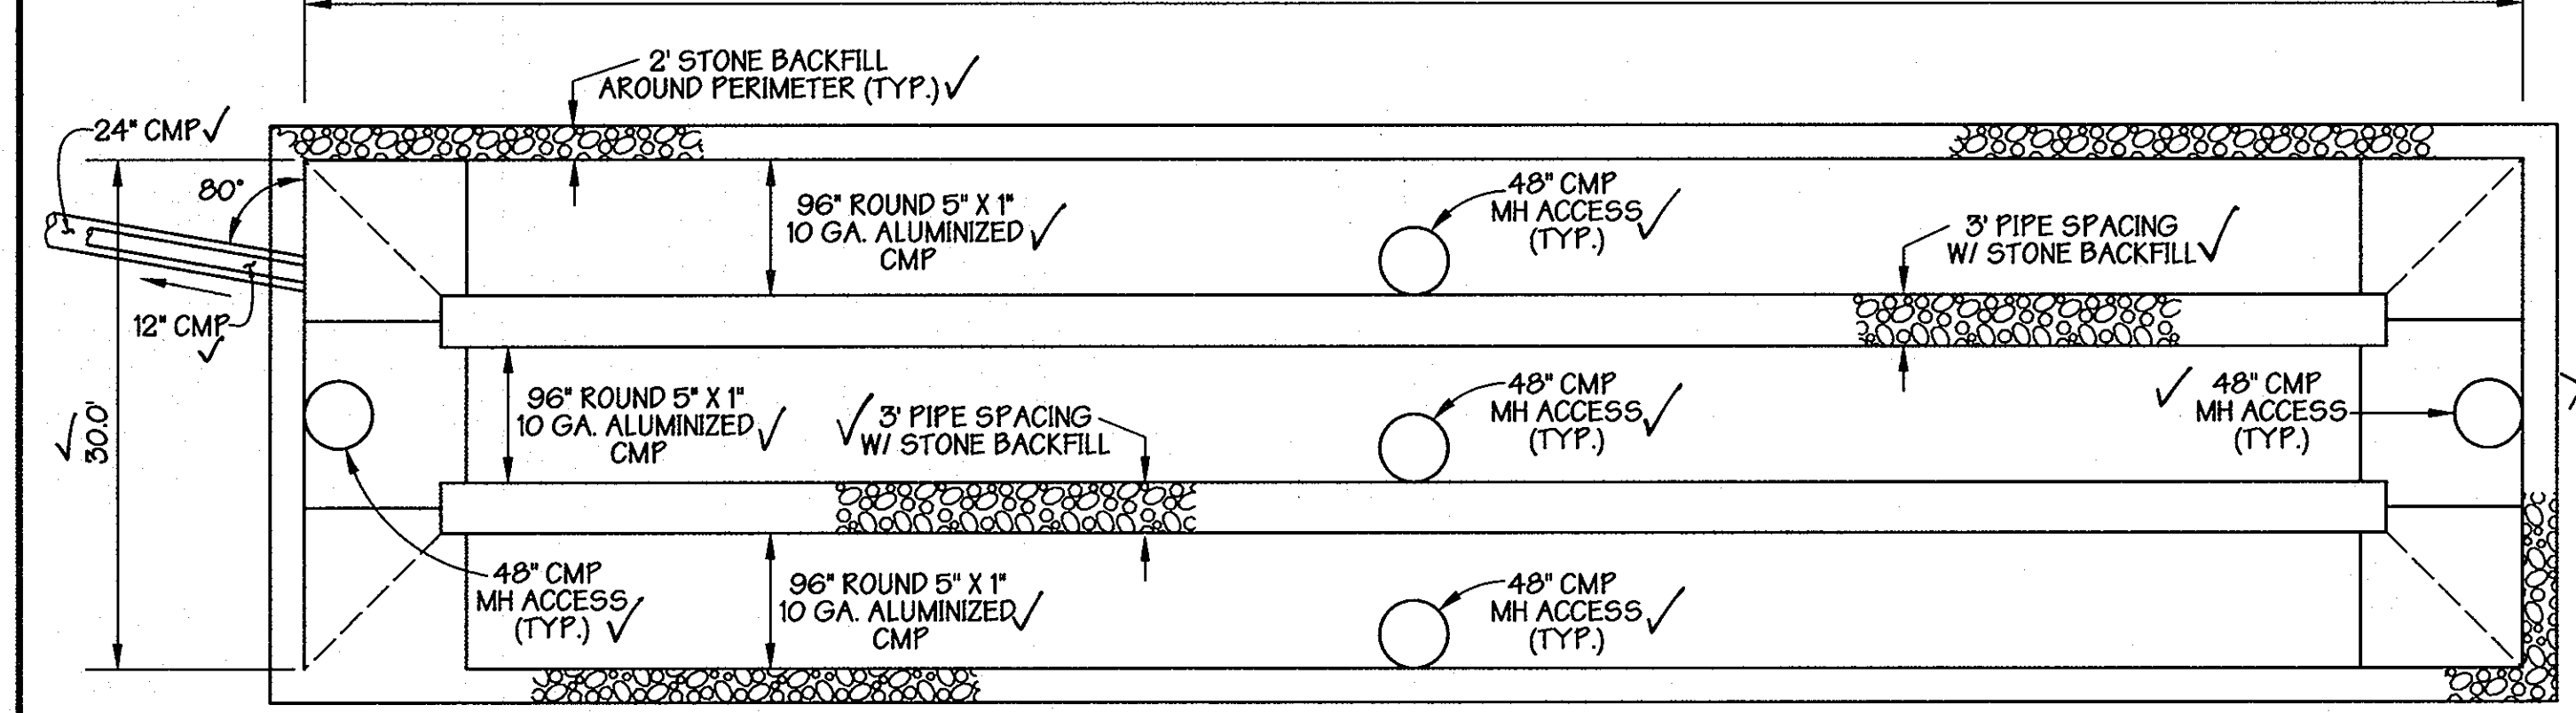 2' STONE BACKFILL
AROUND PERIMETER (TYP.)
24" CMP
80°
12" CMP
30.0'
96" ROUND 5" X 1"
10 GA. ALUMINIZED
CMP
48" CMP
MH ACCESS
(TYP.)
3' PIPE SPACING
W/ STONE BACKFILL
96" ROUND 5" X 1"
10 GA. ALUMINIZED
CMP
3' PIPE SPACING
W/ STONE BACKFILL
48" CMP
MH ACCESS
(TYP.)
48" CMP
MH ACCESS
(TYP.)
48" CMP
MH ACCESS
(TYP.)
96" ROUND 5" X 1"
10 GA. ALUMINIZED
CMP
48" CMP
MH ACCESS
(TYP.)